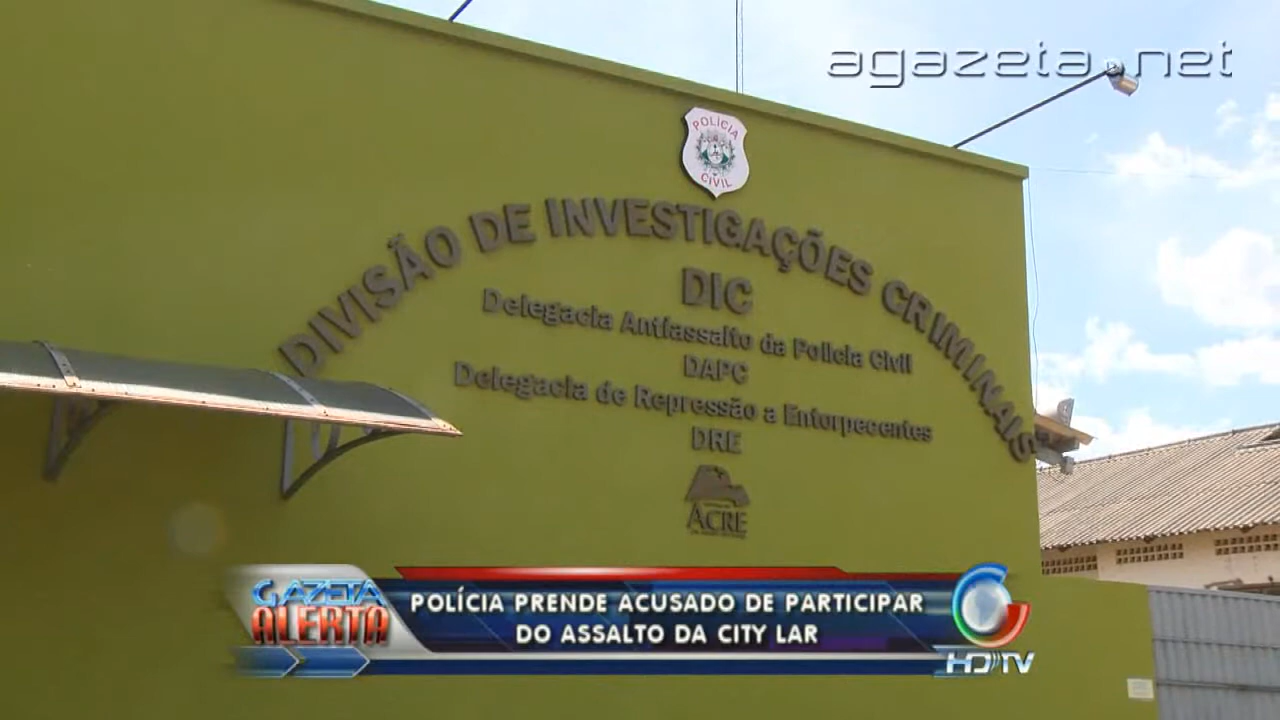 agazeta.net
POLÍCIA
CIVIL
DIVISÃO DE INVESTIGAÇÕES CRIMINAIS
DIC
Delegacia Antiassalto da Polícia Civil
DAPC
Delegacia de Repressão a Entorpecentes
DRE
ACRE
GAZETA
ALERTA
POLÍCIA PRENDE ACUSADO DE PARTICIPAR
DO ASSALTO DA CITY LAR
HDTV